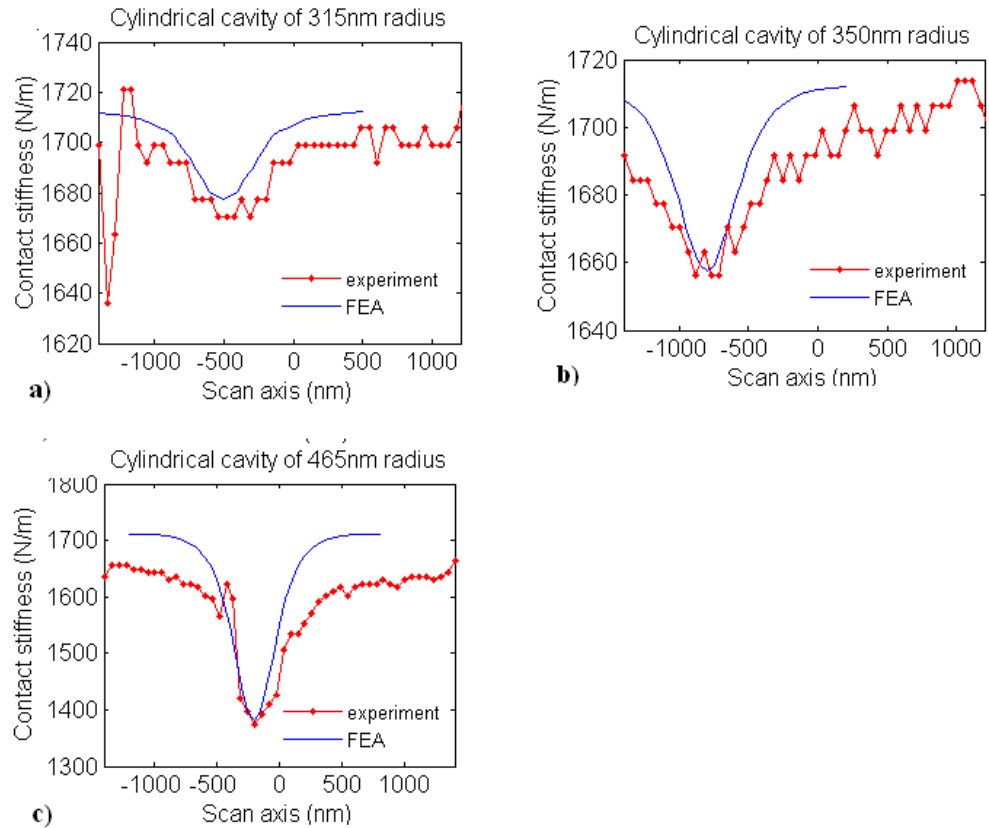 Cylindrical cavity of 315nm radius
1740
1720
1700
1680
1660
1640
1620
Contact stiffness (N/m)
experiment
FEA
-1000 -500 0 500 1000
Scan axis (nm)
a)
Cylindrical cavity of 350nm radius
1720
1700
1680
1660
1640
Contact stiffness (N/m)
experiment
FEA
-1000 -500 0 500 1000
Scan axis (nm)
b)
Cylindrical cavity of 465nm radius
1800
1700
1600
1500
1400
1300
Contact stiffness (N/m)
experiment
FEA
-1000 -500 0 500 1000
Scan axis (nm)
c)